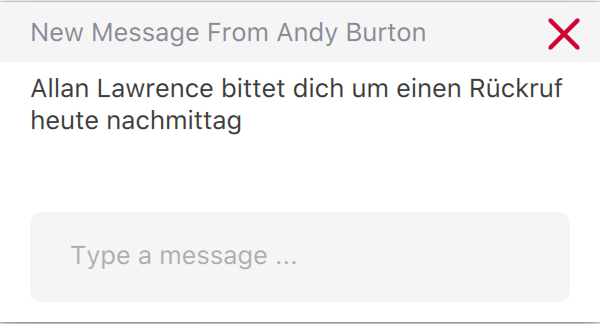 New Message From Andy Burton
Allan Lawrence bittet dich um einen Rückruf
heute nachmittag
Type a message ...